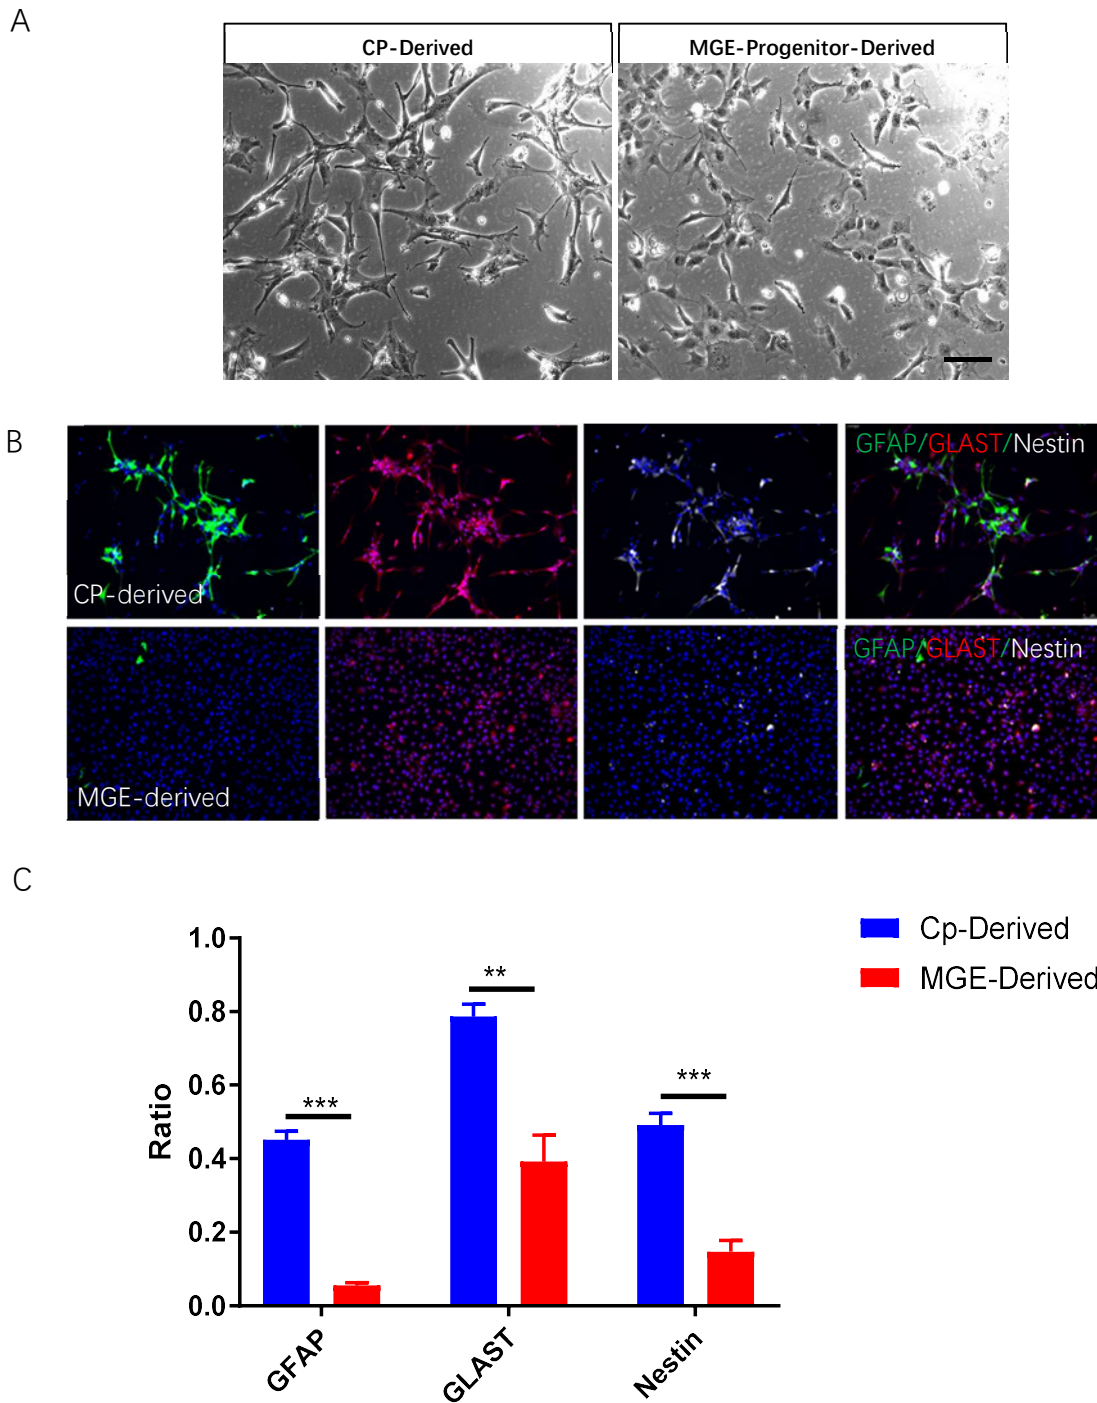 A
CP-Derived
MGE-Progenitor-Derived
B
GFAP/GLAST/Nestin
CP-derived
GFAP/GLAST/Nestin
MGE-derived
C
Cp-Derived
MGE-Derived
1.0
0.8
0.6
0.4
0.2
0.0
Ratio
***
**
***
GFAP
GLAST
Nestin